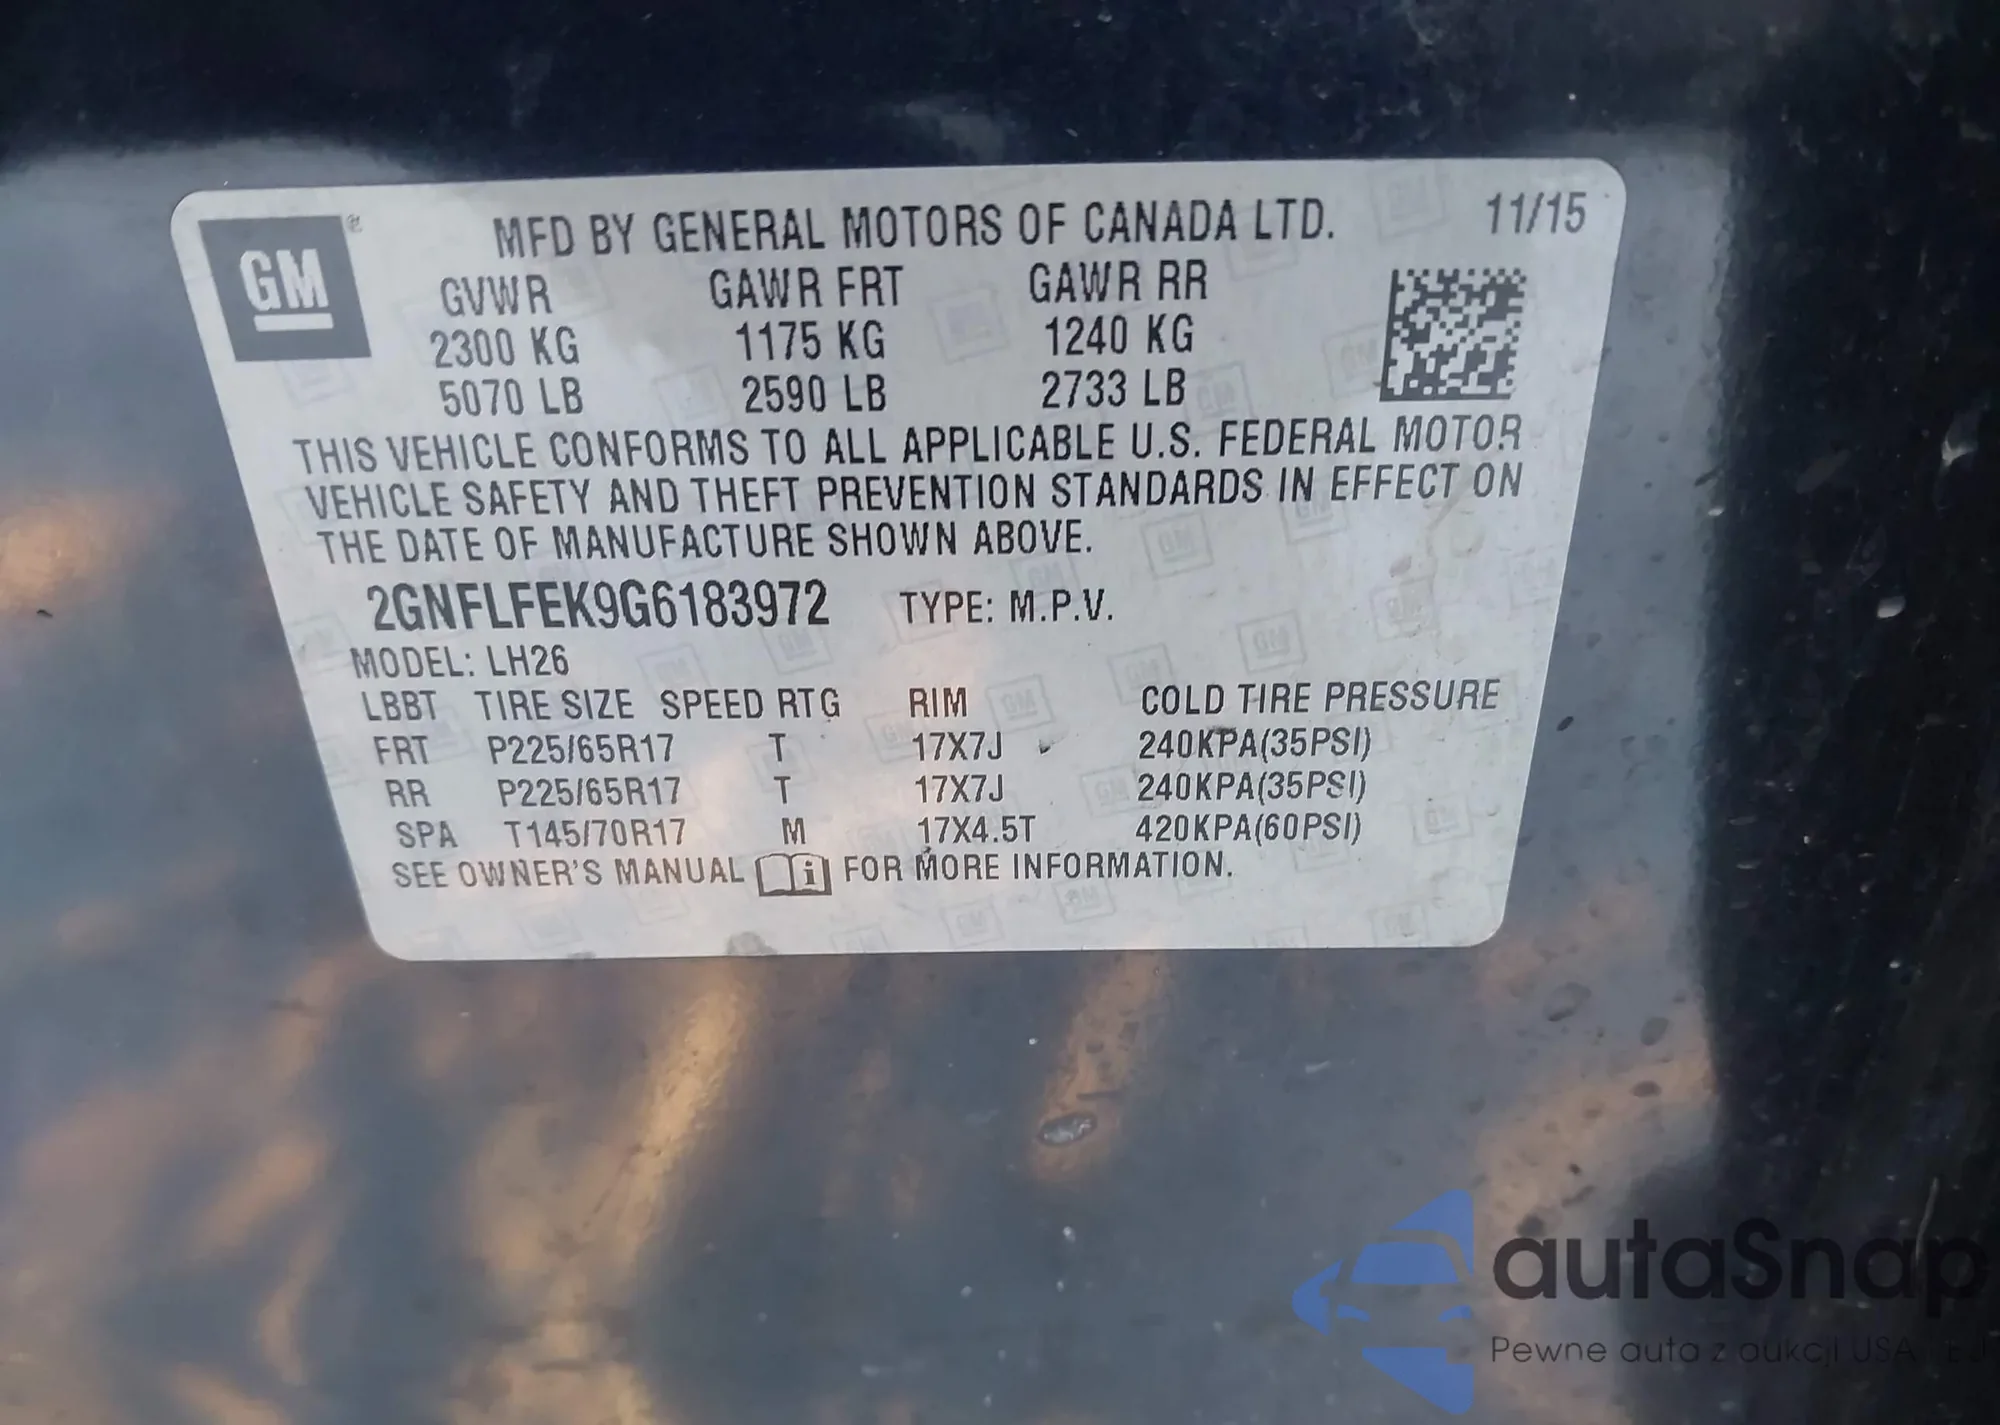 GM
MFD BY GENERAL MOTORS OF CANADA LTD. 11/15
GVWR GAWR FRT GAWR RR
2300 KG 1175 KG 1240 KG
5070 LB 2590 LB 2733 LB
THIS VEHICLE CONFORMS TO ALL APPLICABLE U.S. FEDERAL MOTOR
VEHICLE SAFETY AND THEFT PREVENTION STANDARDS IN EFFECT ON
THE DATE OF MANUFACTURE SHOWN ABOVE.
2GNFLFEK9G6183972 TYPE: M.P.V.
MODEL: LH26
LBBT TIRE SIZE SPEED RTG RIM COLD TIRE PRESSURE
FRT P225/65R17 T 17X7J 240KPA(35PSI)
RR P225/65R17 T 17X7J 240KPA(35PSI)
SPA T145/70R17 M 17X4.5T 420KPA(60PSI)
SEE OWNER'S MANUAL i FOR MORE INFORMATION.
autaSnap
Pewne auta z aukcji USA